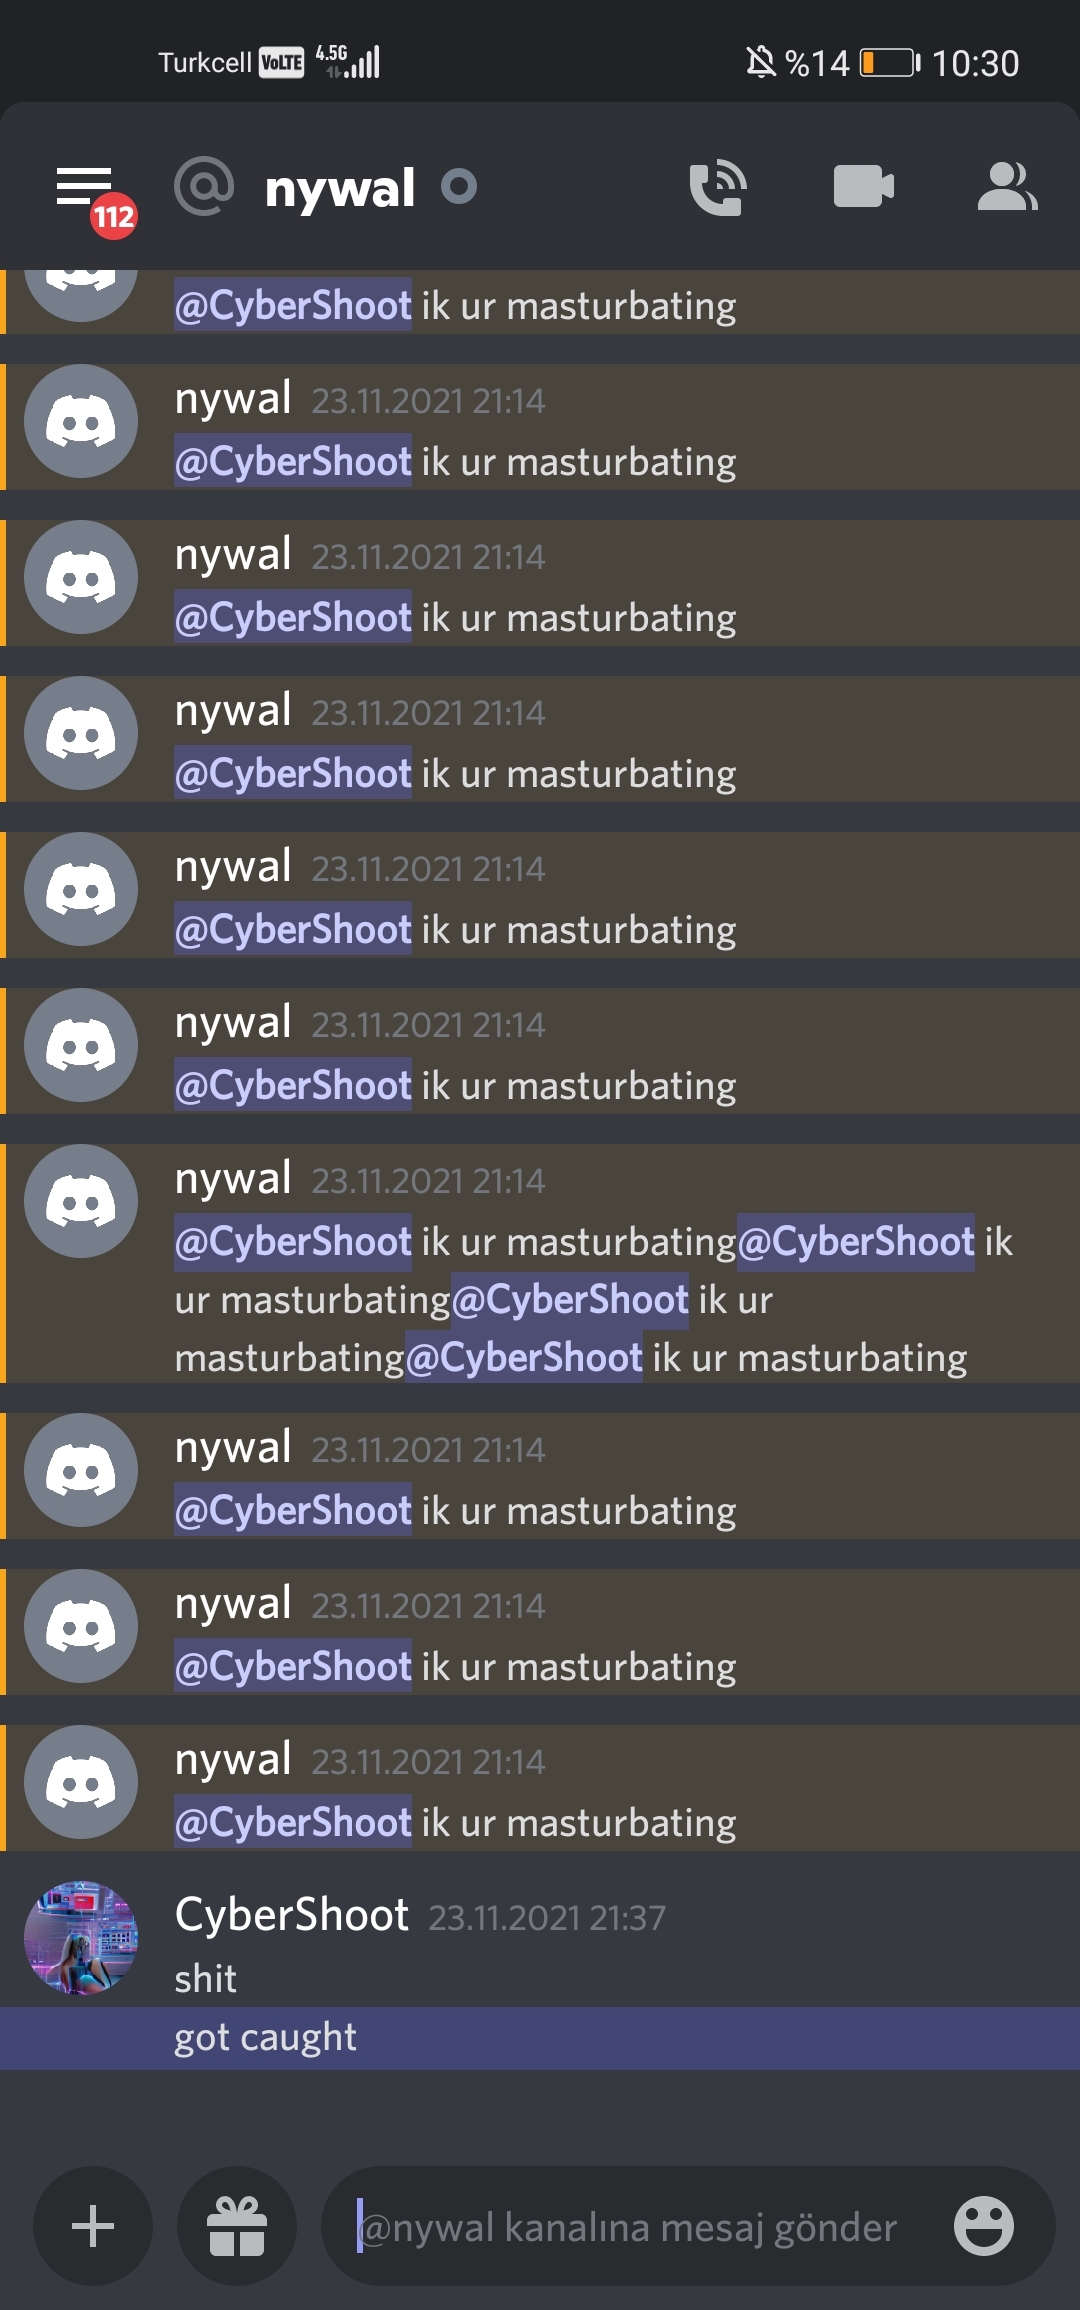 Turkcell VoLTE 4.5G %14 10:30
112
@ nywal
@CyberShoot ik ur masturbating
nywal 23.11.2021 21:14
@CyberShoot ik ur masturbating
nywal 23.11.2021 21:14
@CyberShoot ik ur masturbating
nywal 23.11.2021 21:14
@CyberShoot ik ur masturbating
nywal 23.11.2021 21:14
@CyberShoot ik ur masturbating
nywal 23.11.2021 21:14
@CyberShoot ik ur masturbating
nywal 23.11.2021 21:14
@CyberShoot ik ur masturbating@CyberShoot ik
ur masturbating@CyberShoot ik ur
masturbating@CyberShoot ik ur masturbating
nywal 23.11.2021 21:14
@CyberShoot ik ur masturbating
nywal 23.11.2021 21:14
@CyberShoot ik ur masturbating
nywal 23.11.2021 21:14
@CyberShoot ik ur masturbating
CyberShoot 23.11.2021 21:37
shit
got caught
@nywal kanalına mesaj gönder